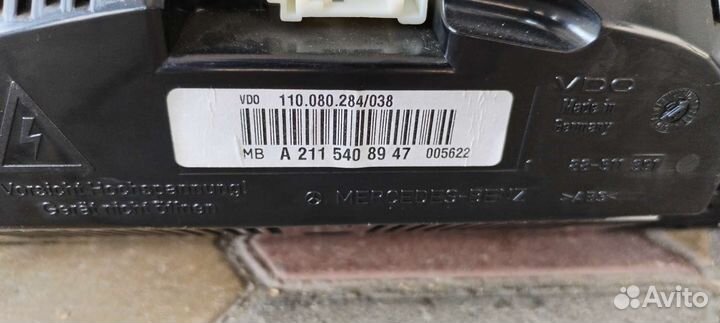 VDO 110.080.284/038
MB A 211 540 89 47 005622
VDO
Made in
Germany
Vorsicht Hochspannung!
Gerät nicht öffnen
MERCEDES-BENZ
>ABS<
Avito